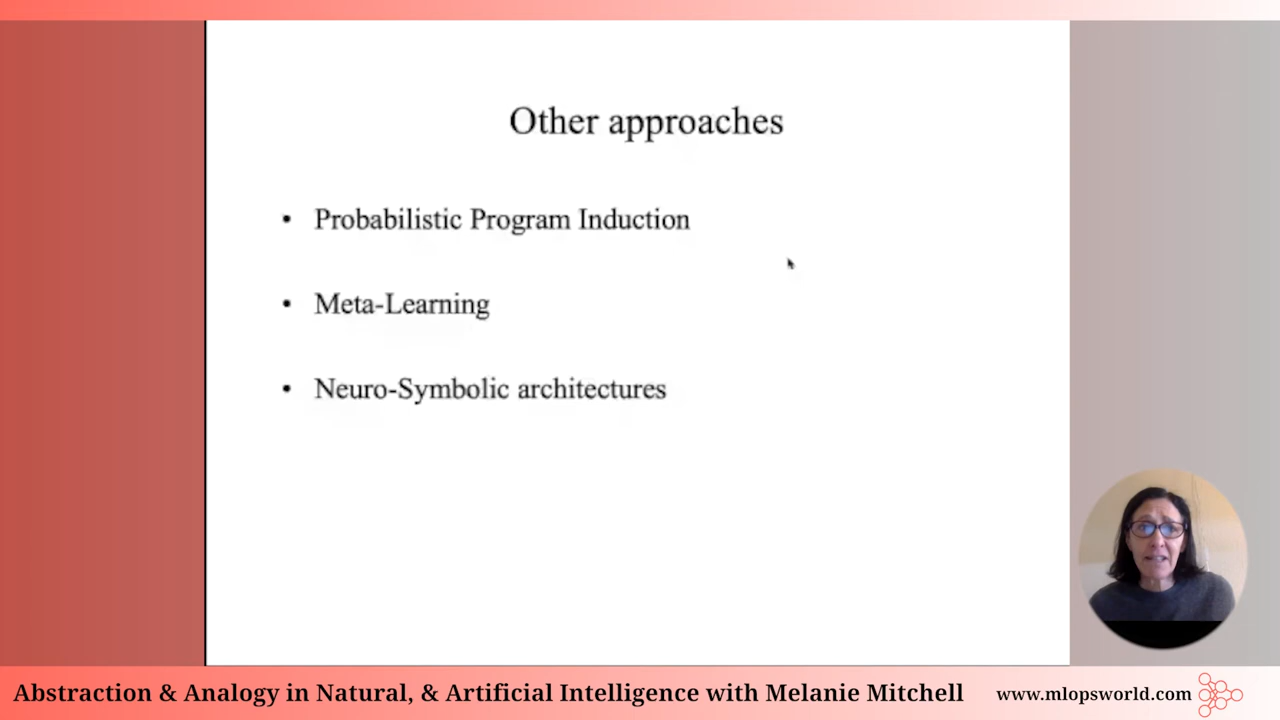 Other approaches
• Probabilistic Program Induction
• Meta-Learning
• Neuro-Symbolic architectures
Abstraction & Analogy in Natural, & Artificial Intelligence with Melanie Mitchell
www.mlopsworld.com